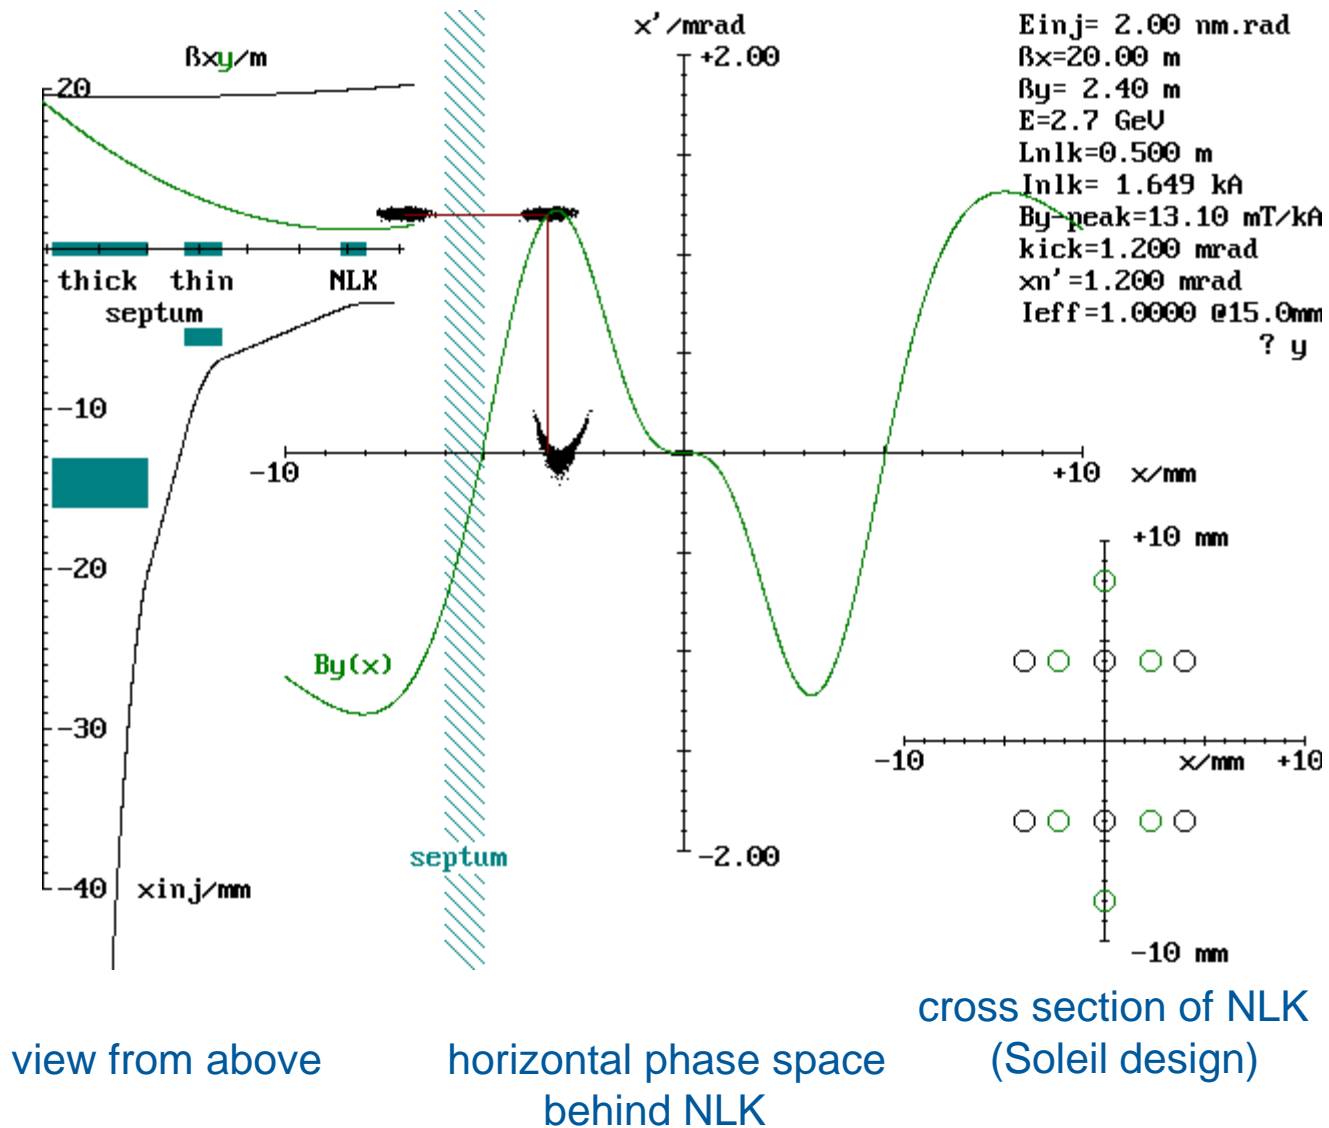 x'/mrad
+2.00
Einj= 2.00 nm.rad
ßx=20.00 m
ßy= 2.40 m
E=2.7 GeV
Lnlk=0.500 m
Inlk= 1.649 kA
By-peak=13.10 mT/kA
kick=1.200 mrad
xn'=1.200 mrad
Ieff=1.0000 @15.0mm
? y
ßxy/m
20
thick thin NLK
septum
-10
-20
-30
-40 xinj/mm
-10
+10 x/mm
By(x)
septum
-2.00
+10 mm
-10
x/mm +10
-10 mm
view from above
horizontal phase space
behind NLK
cross section of NLK
(Soleil design)